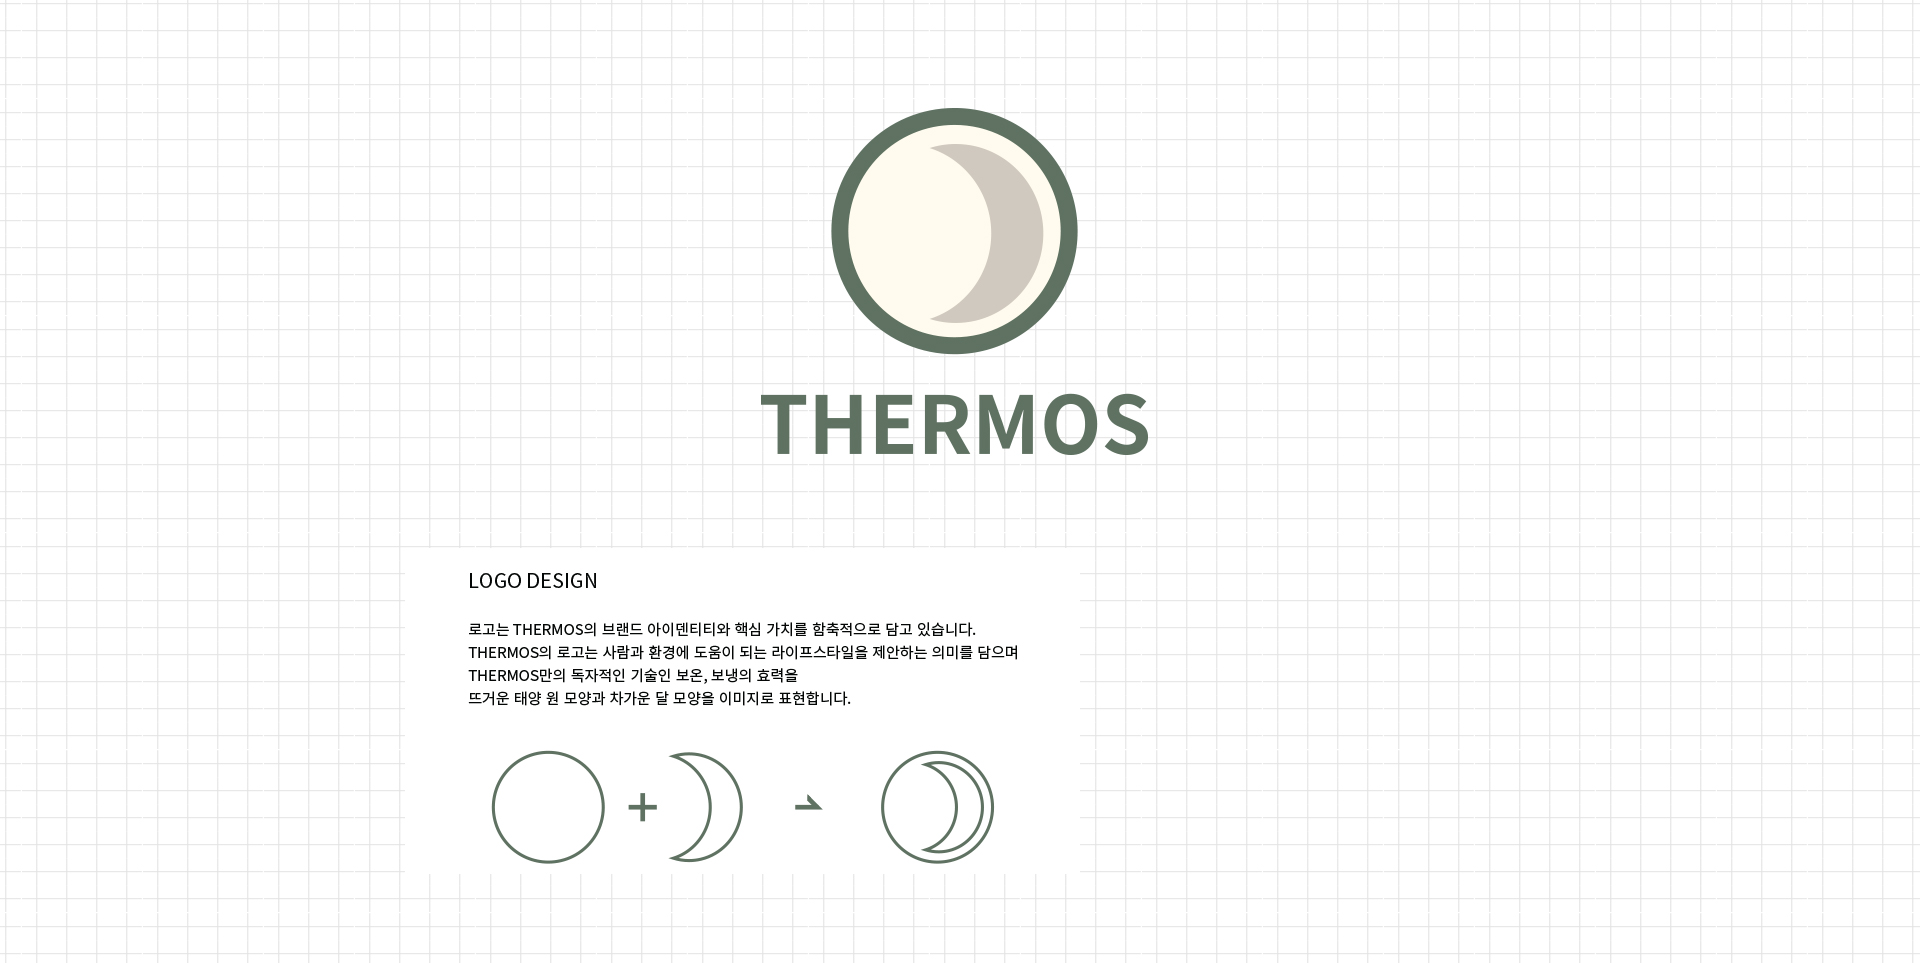 THERMOS
LOGO DESIGN
로고는 THERMOS의 브랜드 아이덴티티와 핵심 가치를 함축적으로 담고 있습니다.
THERMOS의 로고는 사람과 환경에 도움이 되는 라이프스타일을 제안하는 의미를 담으며
THERMOS만의 독자적인 기술인 보온, 보냉의 효력을
뜨거운 태양 원 모양과 차가운 달 모양을 이미지로 표현합니다.